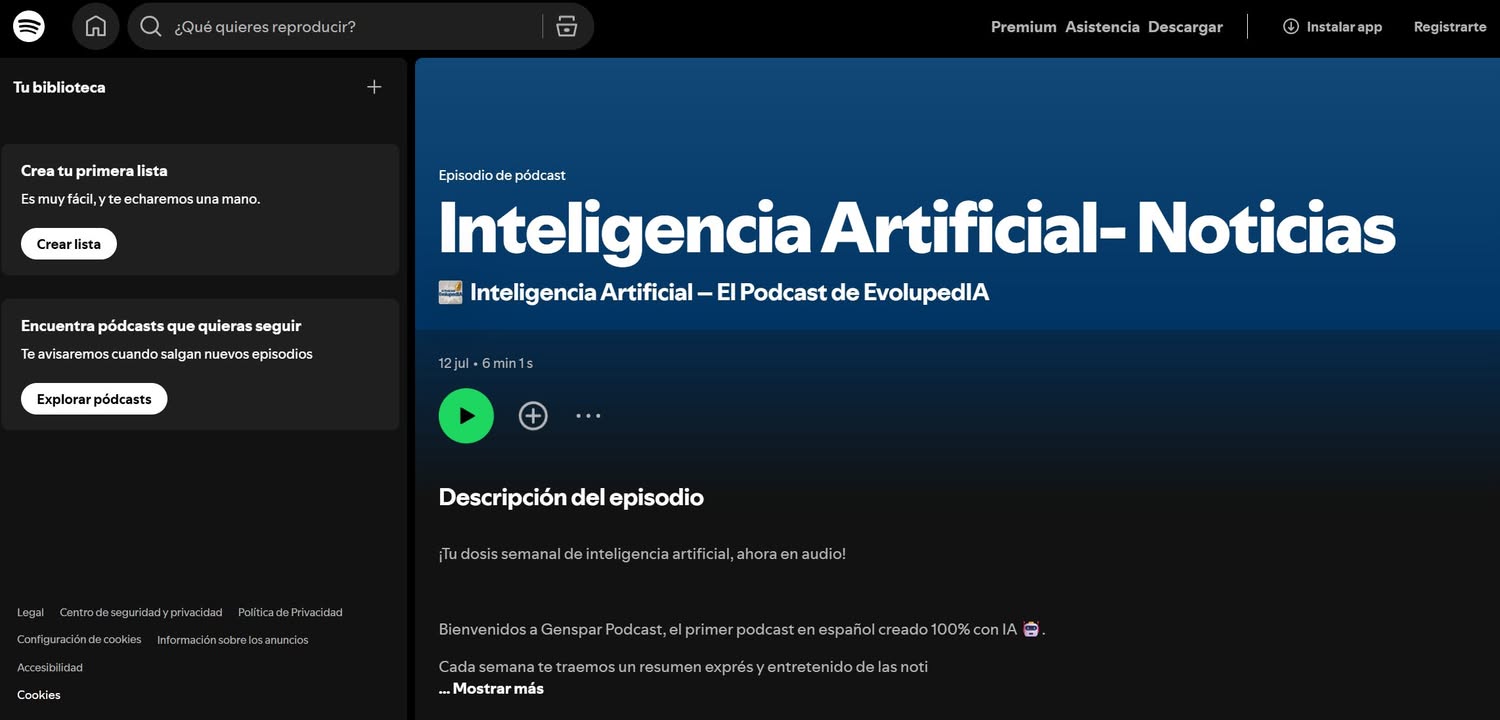 ¿Qué quieres reproducir?
Premium Asistencia Descargar
Instalar app
Registrarte
Tu biblioteca
Crea tu primera lista
Es muy fácil, y te echaremos una mano.
Crear lista
Encuentra pódcasts que quieras seguir
Te avisaremos cuando salgan nuevos episodios
Explorar pódcasts
Legal Centro de seguridad y privacidad Política de Privacidad
Configuración de cookies Información sobre los anuncios
Accesibilidad
Cookies
Episodio de pódcast
Inteligencia Artificial- Noticias
Inteligencia Artificial – El Podcast de EvolupedIA
12 jul • 6 min 1 s
Descripción del episodio
¡Tu dosis semanal de inteligencia artificial, ahora en audio!
Bienvenidos a Genspar Podcast, el primer podcast en español creado 100% con IA 🤖 .
Cada semana te traemos un resumen exprés y entretenido de las noti
... Mostrar más